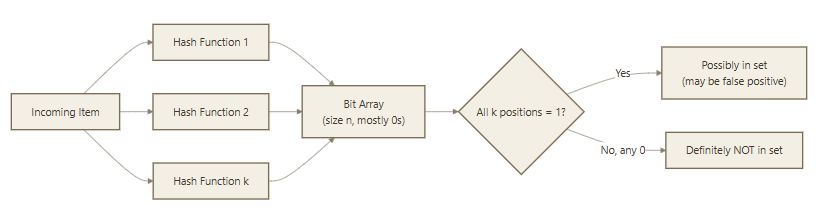 Incoming Item
Hash Function 1
Hash Function 2
Hash Function k
Bit Array
(size n, mostly 0s)
All k positions = 1?
Yes
Possibly in set
(may be false positive)
No, any 0
Definitely NOT in set